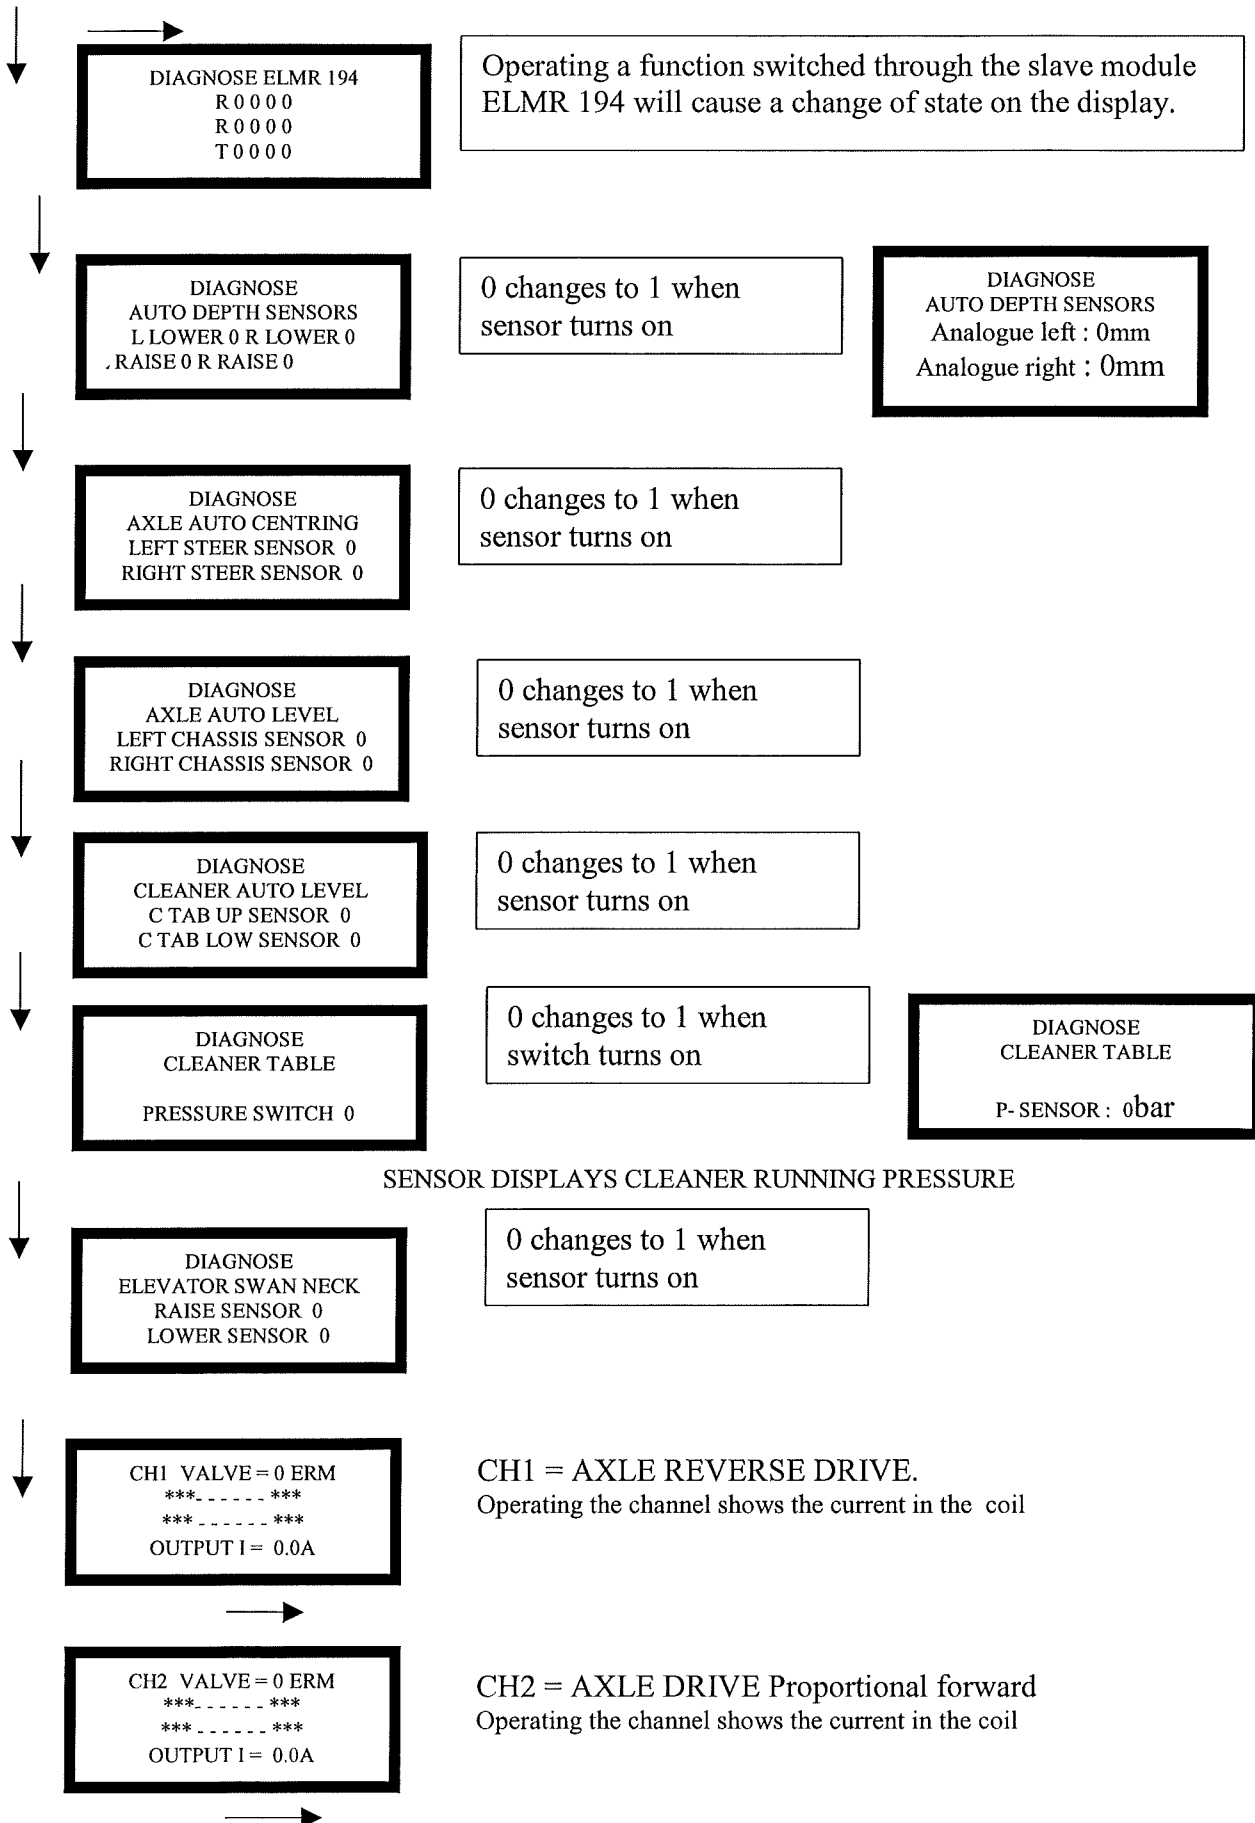 DIAGNOSE ELMR 194
R 0 0 0 0
R 0 0 0 0
T 0 0 0 0
Operating a function switched through the slave module
ELMR 194 will cause a change of state on the display.
DIAGNOSE
AUTO DEPTH SENSORS
L LOWER 0 R LOWER 0
RAISE 0 R RAISE 0
0 changes to 1 when
sensor turns on
DIAGNOSE
AUTO DEPTH SENSORS
Analogue left : 0mm
Analogue right : 0mm
DIAGNOSE
AXLE AUTO CENTRING
LEFT STEER SENSOR 0
RIGHT STEER SENSOR 0
0 changes to 1 when
sensor turns on
DIAGNOSE
AXLE AUTO LEVEL
LEFT CHASSIS SENSOR 0
RIGHT CHASSIS SENSOR 0
0 changes to 1 when
sensor turns on
DIAGNOSE
CLEANER AUTO LEVEL
C TAB UP SENSOR 0
C TAB LOW SENSOR 0
0 changes to 1 when
sensor turns on
DIAGNOSE
CLEANER TABLE
PRESSURE SWITCH 0
0 changes to 1 when
switch turns on
DIAGNOSE
CLEANER TABLE
P- SENSOR : 0bar
SENSOR DISPLAYS CLEANER RUNNING PRESSURE
DIAGNOSE
ELEVATOR SWAN NECK
RAISE SENSOR 0
LOWER SENSOR 0
0 changes to 1 when
sensor turns on
CH1 VALVE = 0 ERM
***- - - - - - ***
*** - - - - - - ***
OUTPUT I = 0.0A
CH1 = AXLE REVERSE DRIVE.
Operating the channel shows the current in the coil
CH2 VALVE = 0 ERM
***- - - - - - ***
*** - - - - - - ***
OUTPUT I = 0.0A
CH2 = AXLE DRIVE Proportional forward
Operating the channel shows the current in the coil